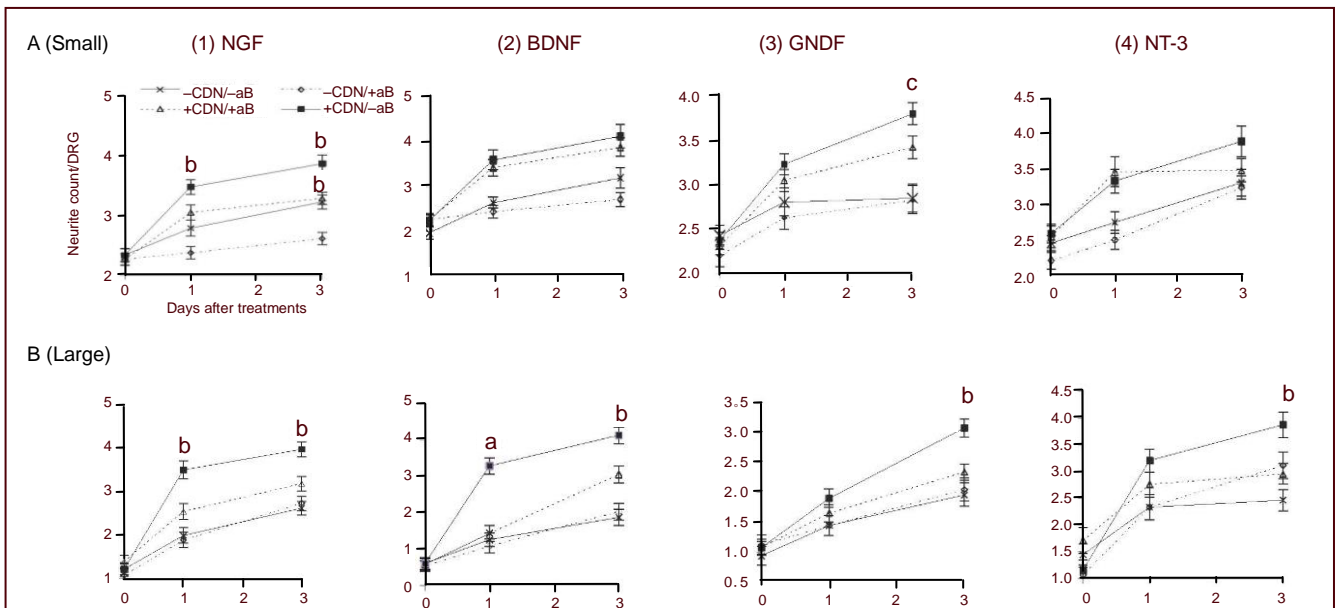 A (Small) (1) NGF (2) BDNF (3) GNDF (4) NT-3
–CDN/–aB –CDN/+aB
+CDN/+aB +CDN/–aB
Neurite count/DRG
5
4
3
2
b
b
b
0 1 2 3
Days after treatments
5
4
3
2
1
0 1 2 3
c
4.0
3.5
3.0
2.5
2.0
0 1 2 3
4.5
4.0
3.5
3.0
2.5
2.0
0 1 2 3
B (Large)
5
4
3
2
1
b b
0 1 2 3
5
4
3
2
1
0
a b
0 1 2 3
3.5
3.0
2.5
2.0
1.5
1.0
0.5
b
0 1 2 3
4.5
4.0
3.5
3.0
2.5
2.0
1.5
1.0
b
0 1 2 3